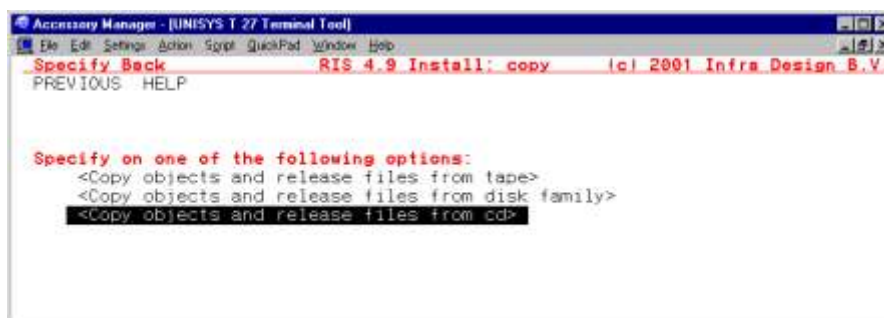 Accessory Manager - [UNISYS T 27 Terminal Tool]
File Edit Settings Action Script QuickPad Window Help
Specify Back RIS 4.9 Install: copy (c) 2001 Infra Design B.V
PREVIOUS HELP
Specify on one of the following options:
<Copy objects and release files from tape>
<Copy objects and release files from disk family>
<Copy objects and release files from cd>